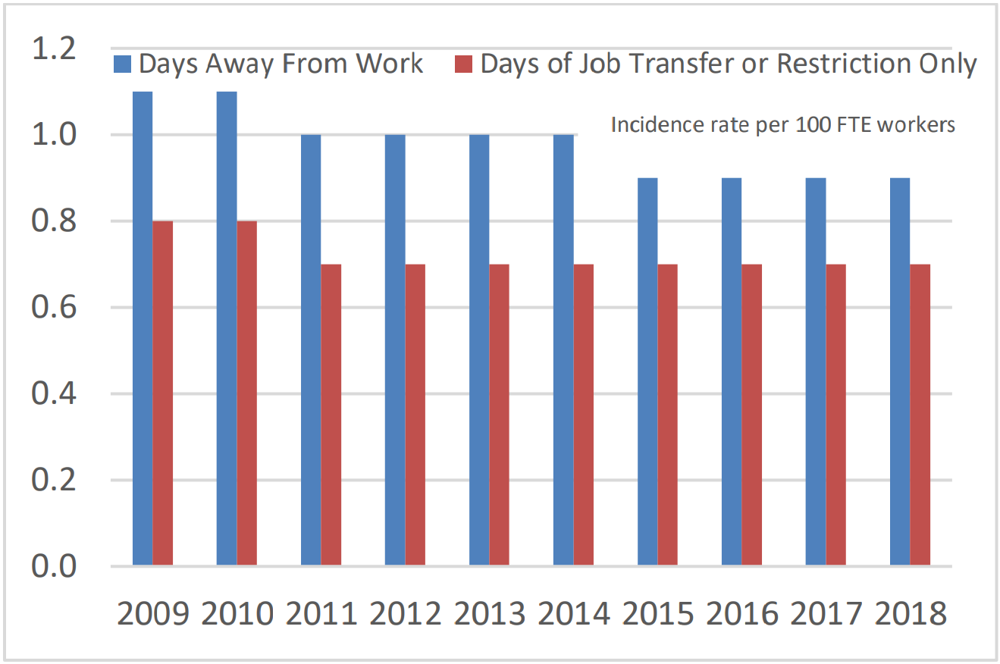 1.2
Days Away From Work Days of Job Transfer or Restriction Only
Incidence rate per 100 FTE workers
1.0
0.8
0.6
0.4
0.2
0.0
2009 2010 2011 2012 2013 2014 2015 2016 2017 2018